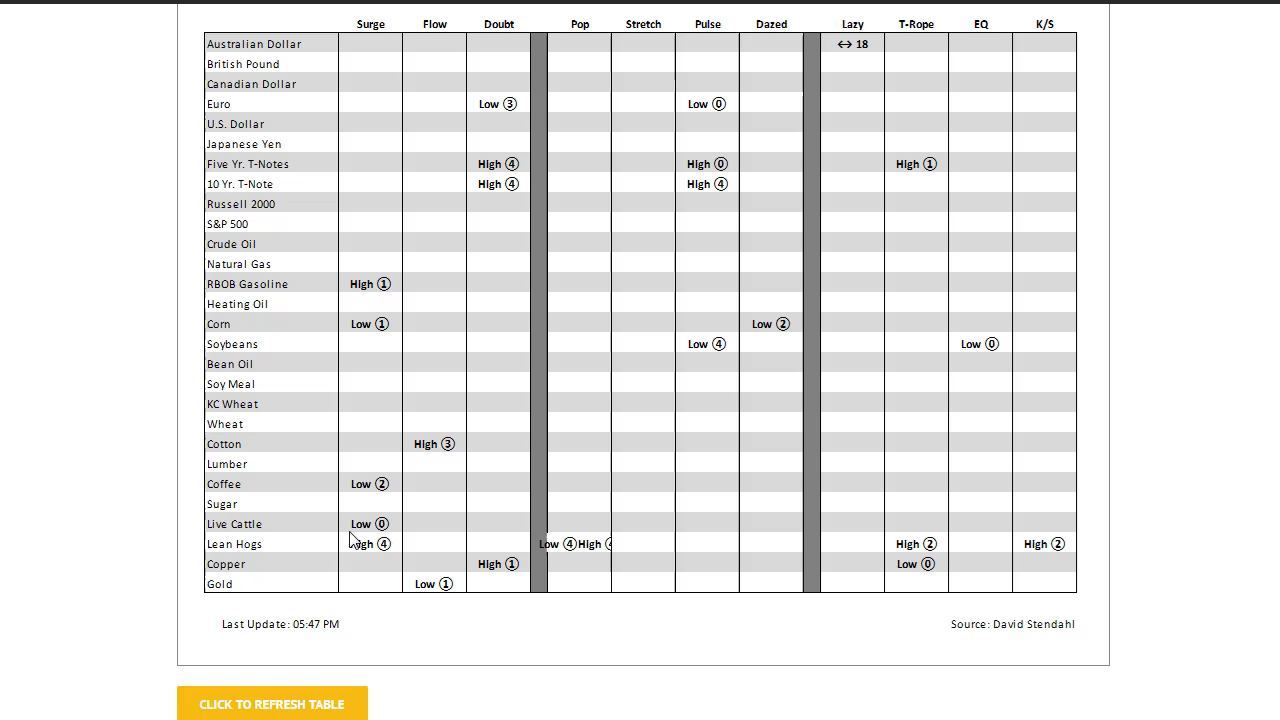 Surge Flow Doubt Pop Stretch Pulse Dazed Lazy T-Rope EQ K/S
Australian Dollar ↔ 18
British Pound
Canadian Dollar
Euro Low ③ Low ⓪
U.S. Dollar
Japanese Yen
Five Yr. T-Notes High ④ High ⓪ High ①
10 Yr. T-Note High ④ High ④
Russell 2000
S&P 500
Crude Oil
Natural Gas
RBOB Gasoline High ①
Heating Oil
Corn Low ① Low ②
Soybeans Low ④ Low ⓪
Bean Oil
Soy Meal
KC Wheat
Wheat
Cotton High ③
Lumber
Coffee Low ②
Sugar
Live Cattle Low ⓪
Lean Hogs High ④ Low ④ High High ② High ②
Copper High ① Low ⓪
Gold Low ①
Last Update: 05:47 PM Source: David Stendahl
CLICK TO REFRESH TABLE